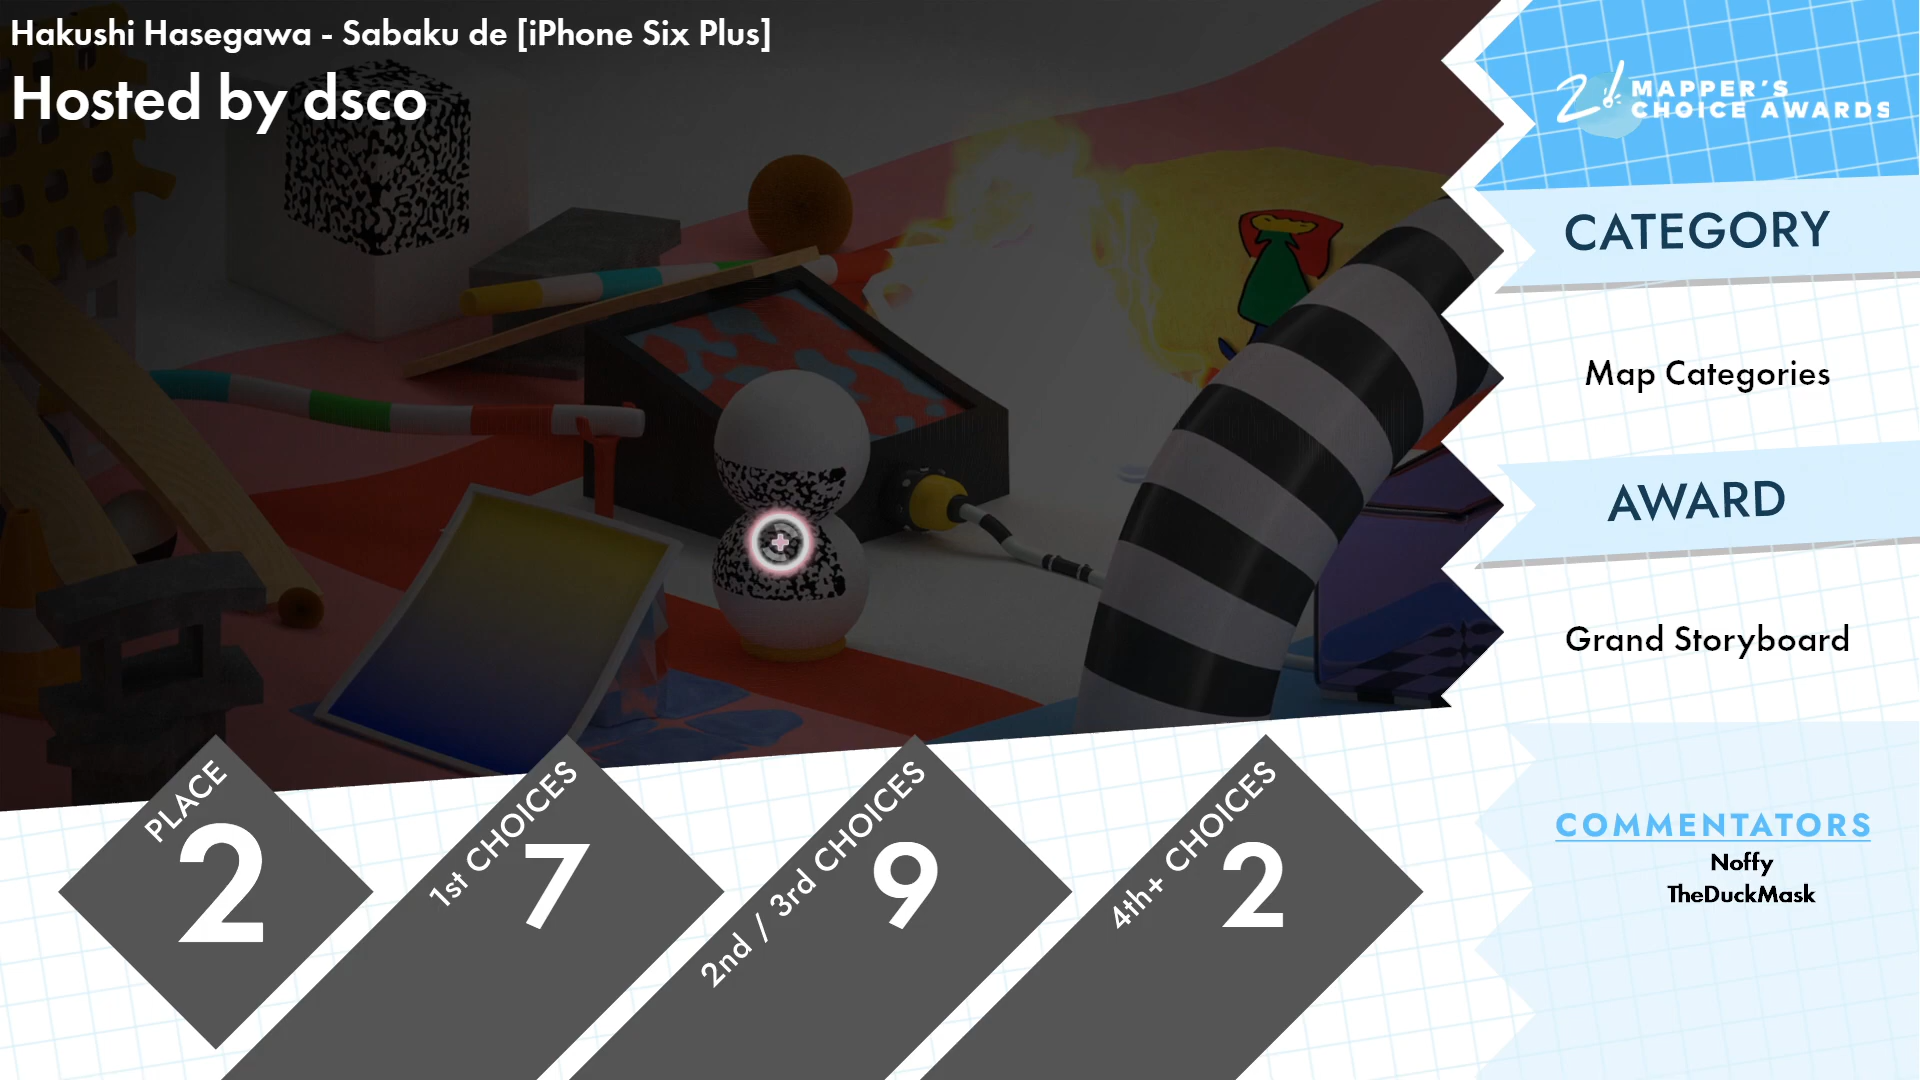 Hakushi Hasegawa - Sabaku de [iPhone Six Plus]
Hosted by dsco
2! MAPPER'S
CHOICE AWARDS
CATEGORY
Map Categories
AWARD
Grand Storyboard
COMMENTATORS
Noffy
TheDuckMask
PLACE
2
1st CHOICES
7
2nd / 3rd CHOICES
9
4th+ CHOICES
2